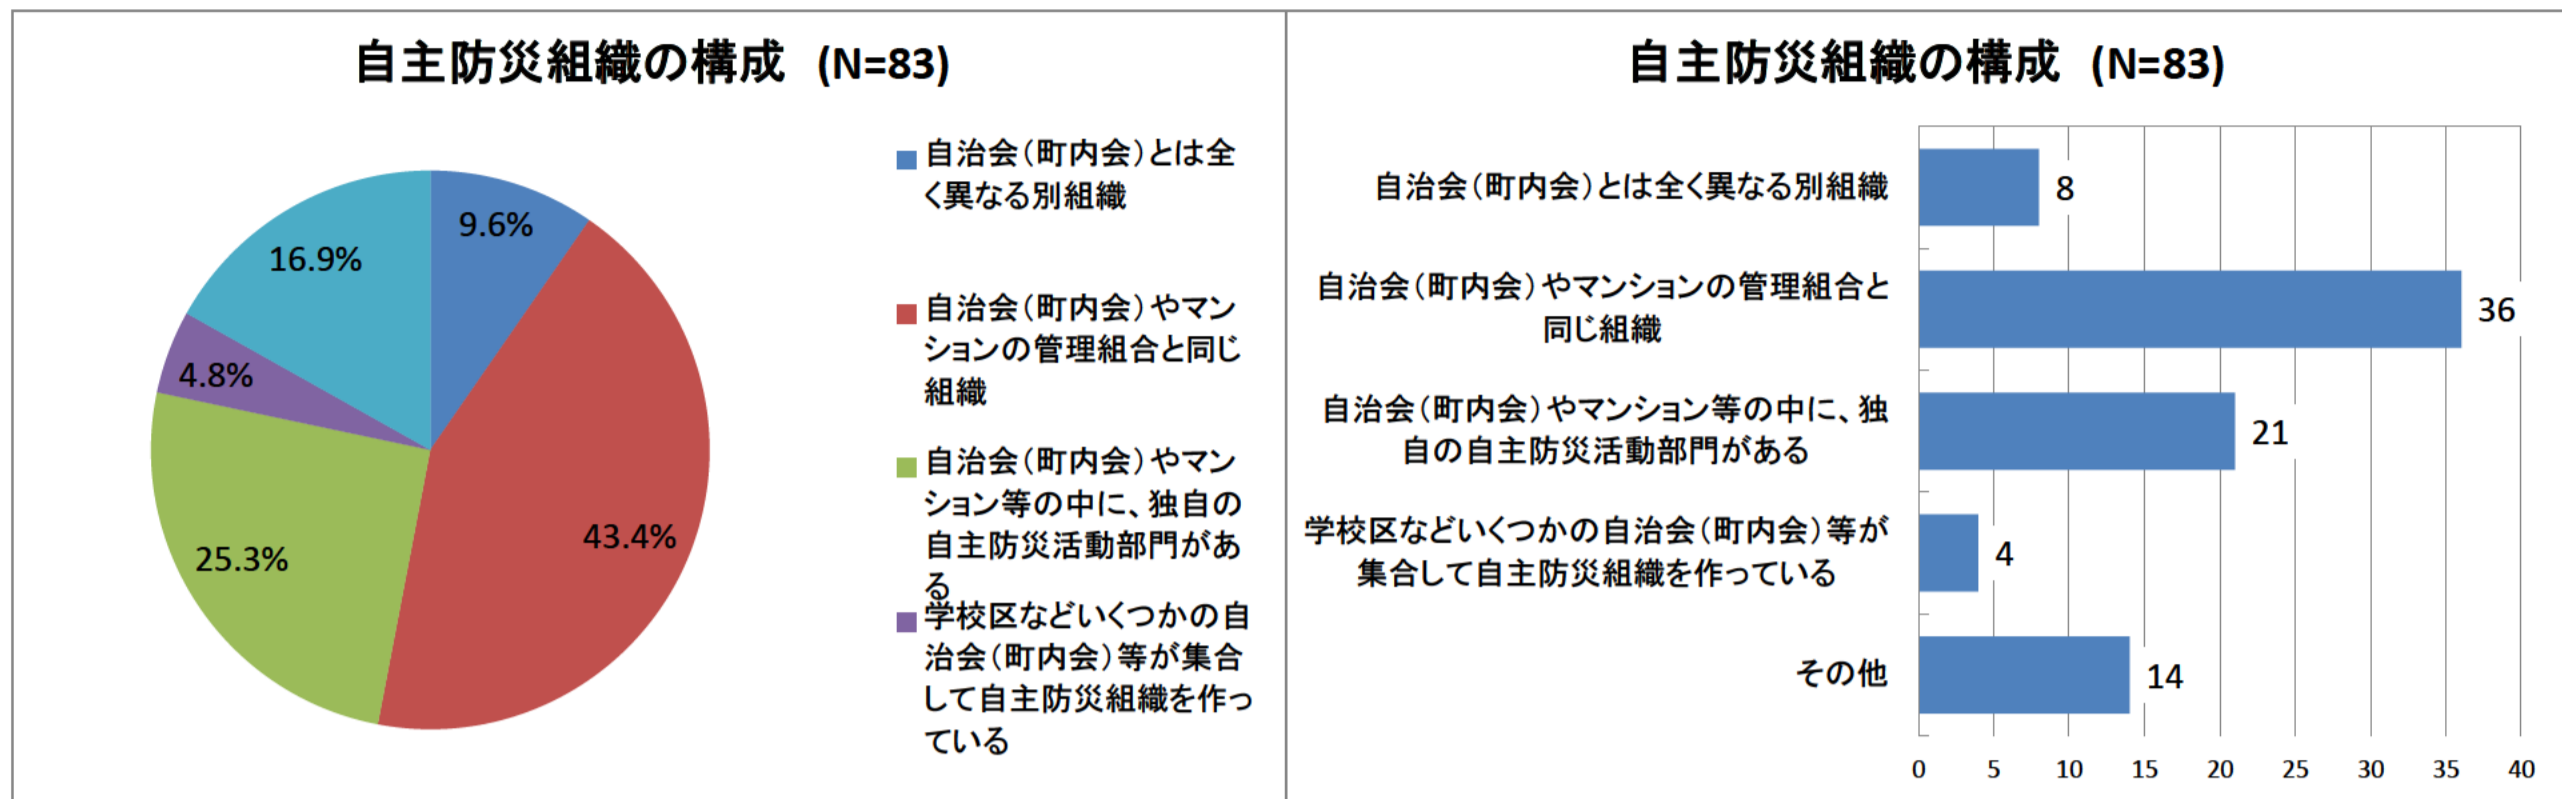 自主防災組織の構成 (N=83)
9.6%
43.4%
25.3%
4.8%
16.9%
自治会（町内会）とは全
く異なる別組織
自治会（町内会）やマン
ションの管理組合と同じ
組織
自治会（町内会）やマン
ション等の中に、独自の
自主防災活動部門があ
る
学校区などいくつかの自
治会（町内会）等が集合
して自主防災組織を作っ
ている
自主防災組織の構成 (N=83)
自治会（町内会）とは全く異なる別組織
8
自治会（町内会）やマンションの管理組合と
同じ組織
36
自治会（町内会）やマンション等の中に、独
自の自主防災活動部門がある
21
学校区などいくつかの自治会（町内会）等が
集合して自主防災組織を作っている
4
その他
14
0 5 10 15 20 25 30 35 40